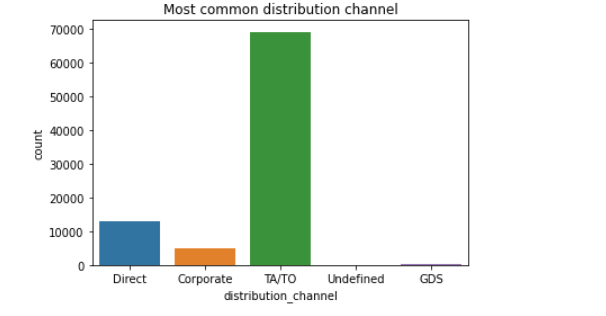 Most common distribution channel
70000
60000
50000
40000
30000
20000
10000
0
count
Direct Corporate TA/TO Undefined GDS
distribution_channel